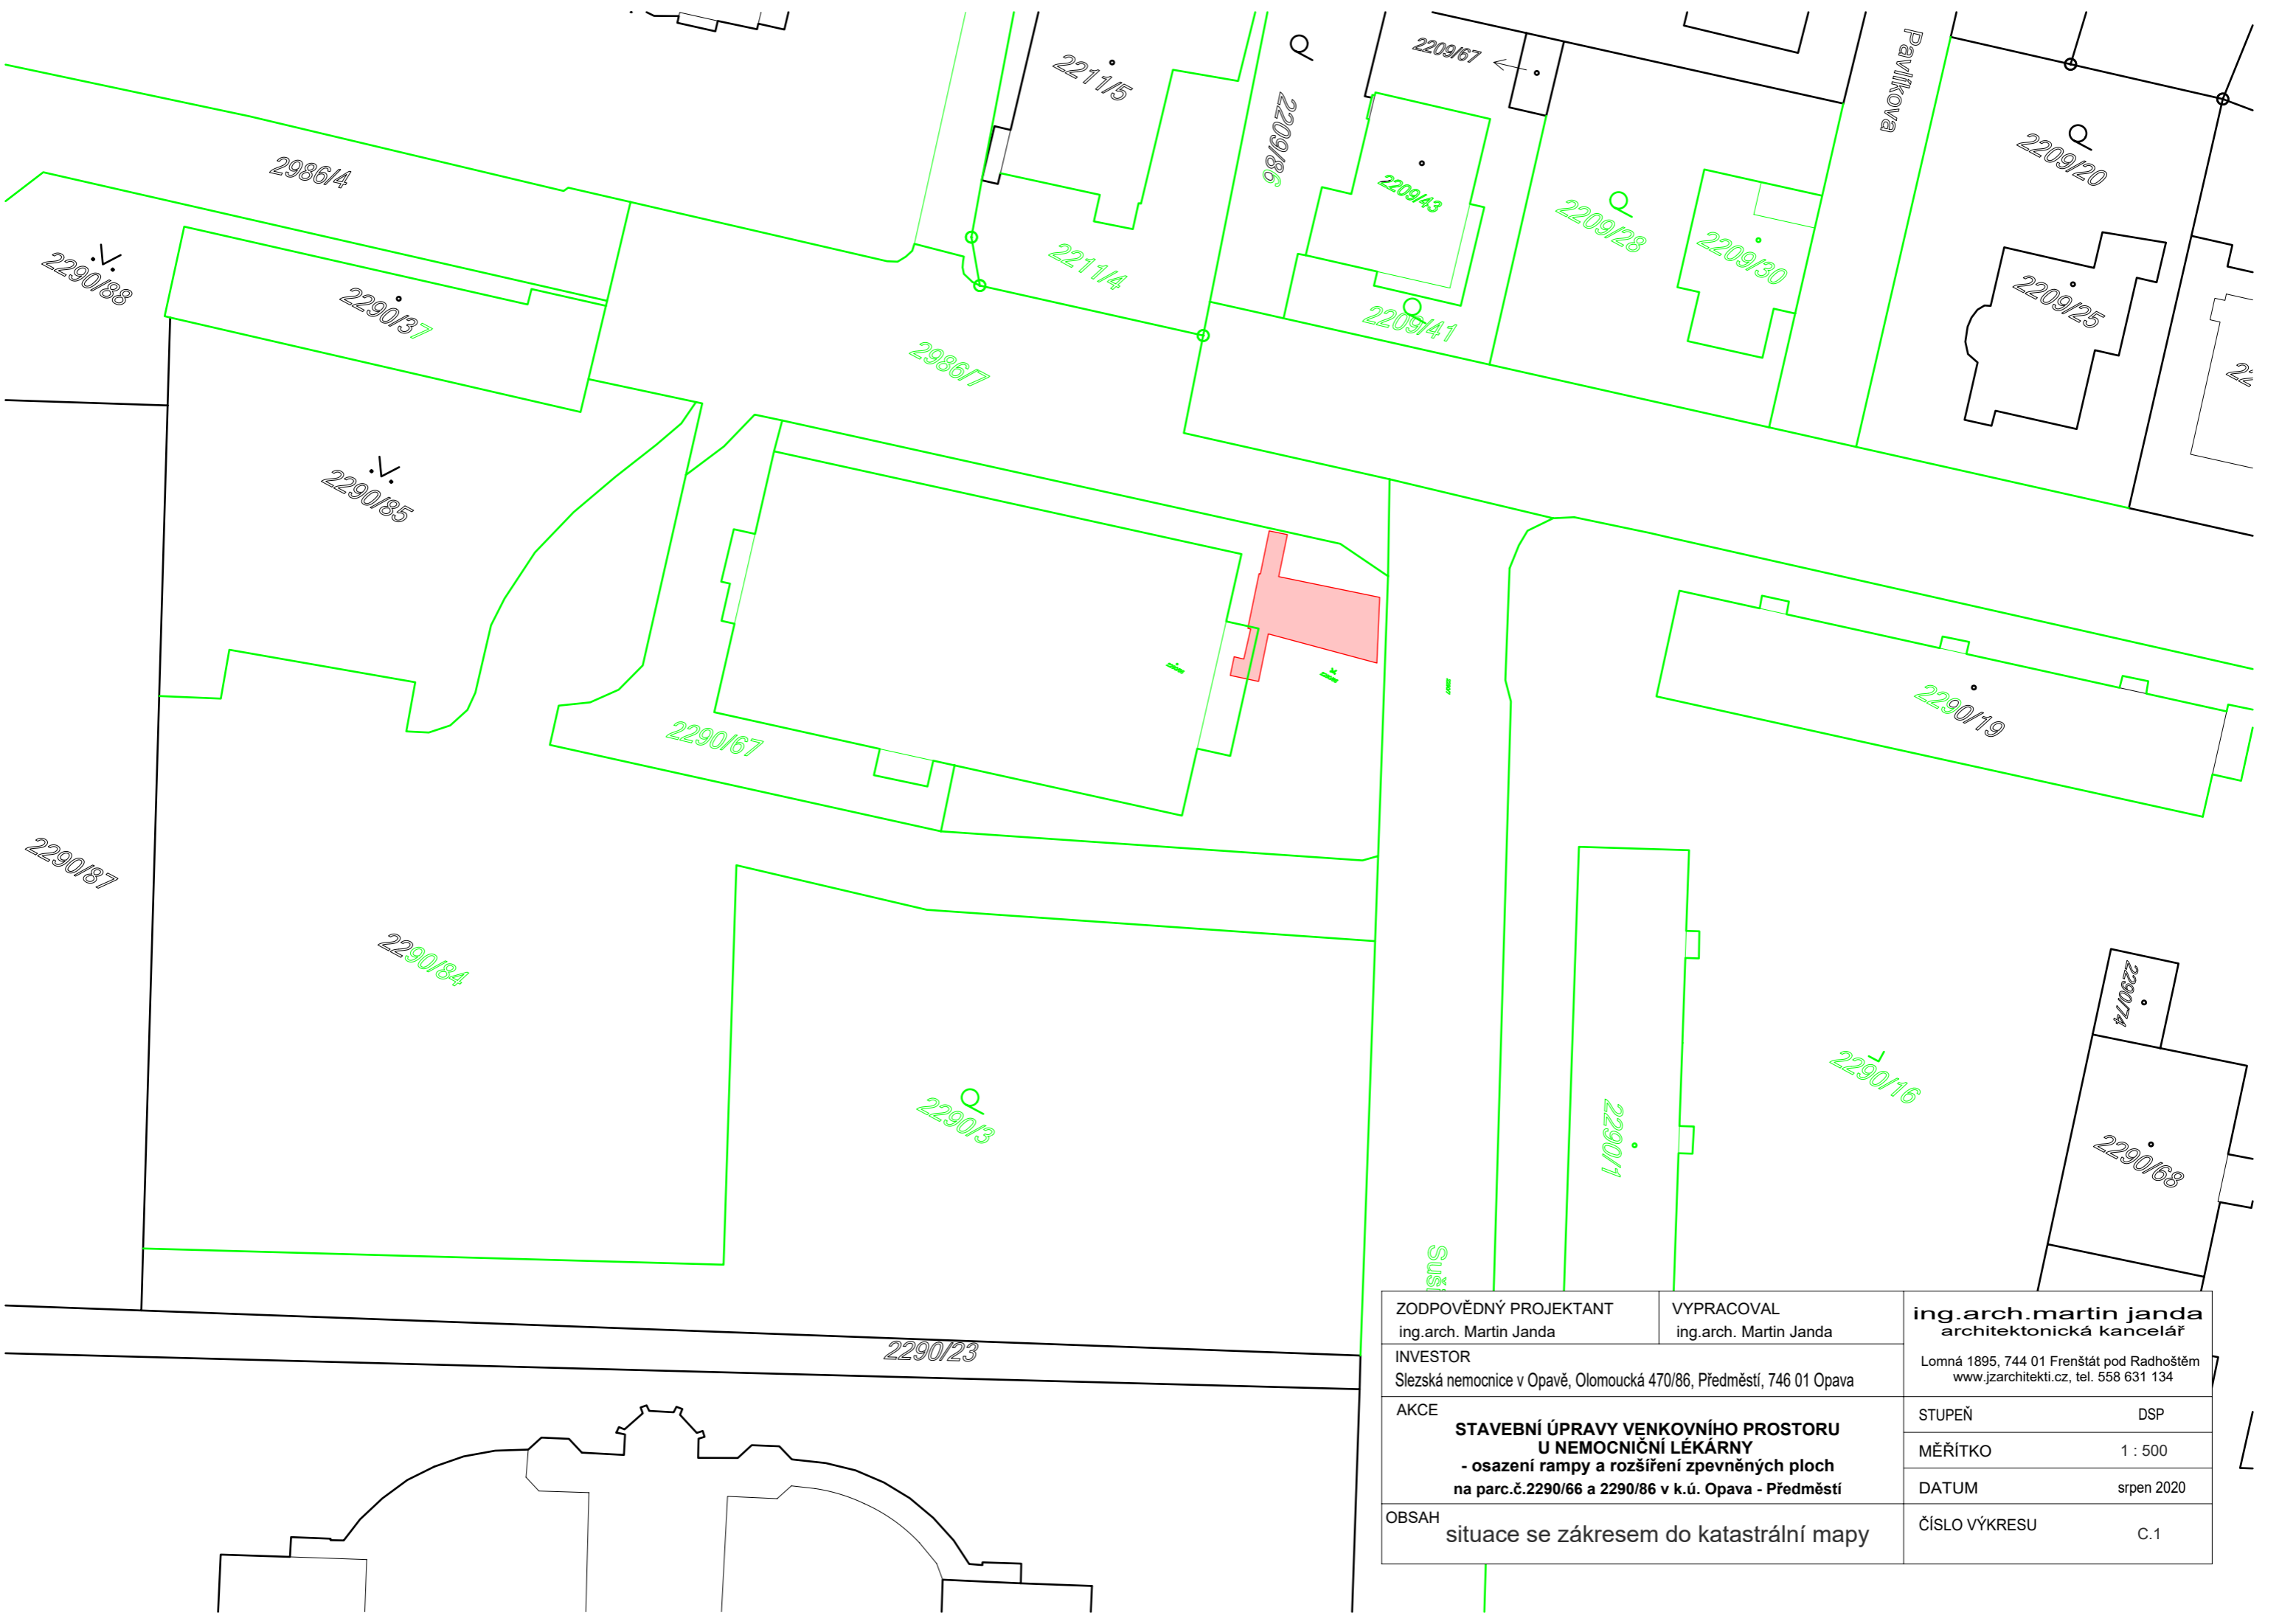 2209/67
Pavlíkova
2211/5
2209/86
2209/20
2986/4
2209/43
2209/28
2209/30
2211/4
2290/88
2290/37
2209/25
2209/41
2986/7
2290/85
2290/67
2290/19
2290/87
2290/84
2290/74
2290/16
2290/3
2290/1
2290/68
2290/23
ZODPOVĚDNÝ PROJEKTANT
ing.arch. Martin Janda
VYPRACOVAL
ing.arch. Martin Janda
ing.arch.martin janda
architektonická kancelář
Lomná 1895, 744 01 Frenštát pod Radhoštěm
www.jzarchitekti.cz, tel. 558 631 134
INVESTOR
Slezská nemocnice v Opavě, Olomoucká 470/86, Předměstí, 746 01 Opava
AKCE
STAVEBNÍ ÚPRAVY VENKOVNÍHO PROSTORU
U NEMOCNIČNÍ LÉKÁRNY
- osazení rampy a rozšíření zpevněných ploch
na parc.č.2290/66 a 2290/86 v k.ú. Opava - Předměstí
STUPEŇ DSP
MĚŘÍTKO 1 : 500
DATUM srpen 2020
OBSAH
situace se zákresem do katastrální mapy
ČÍSLO VÝKRESU C.1